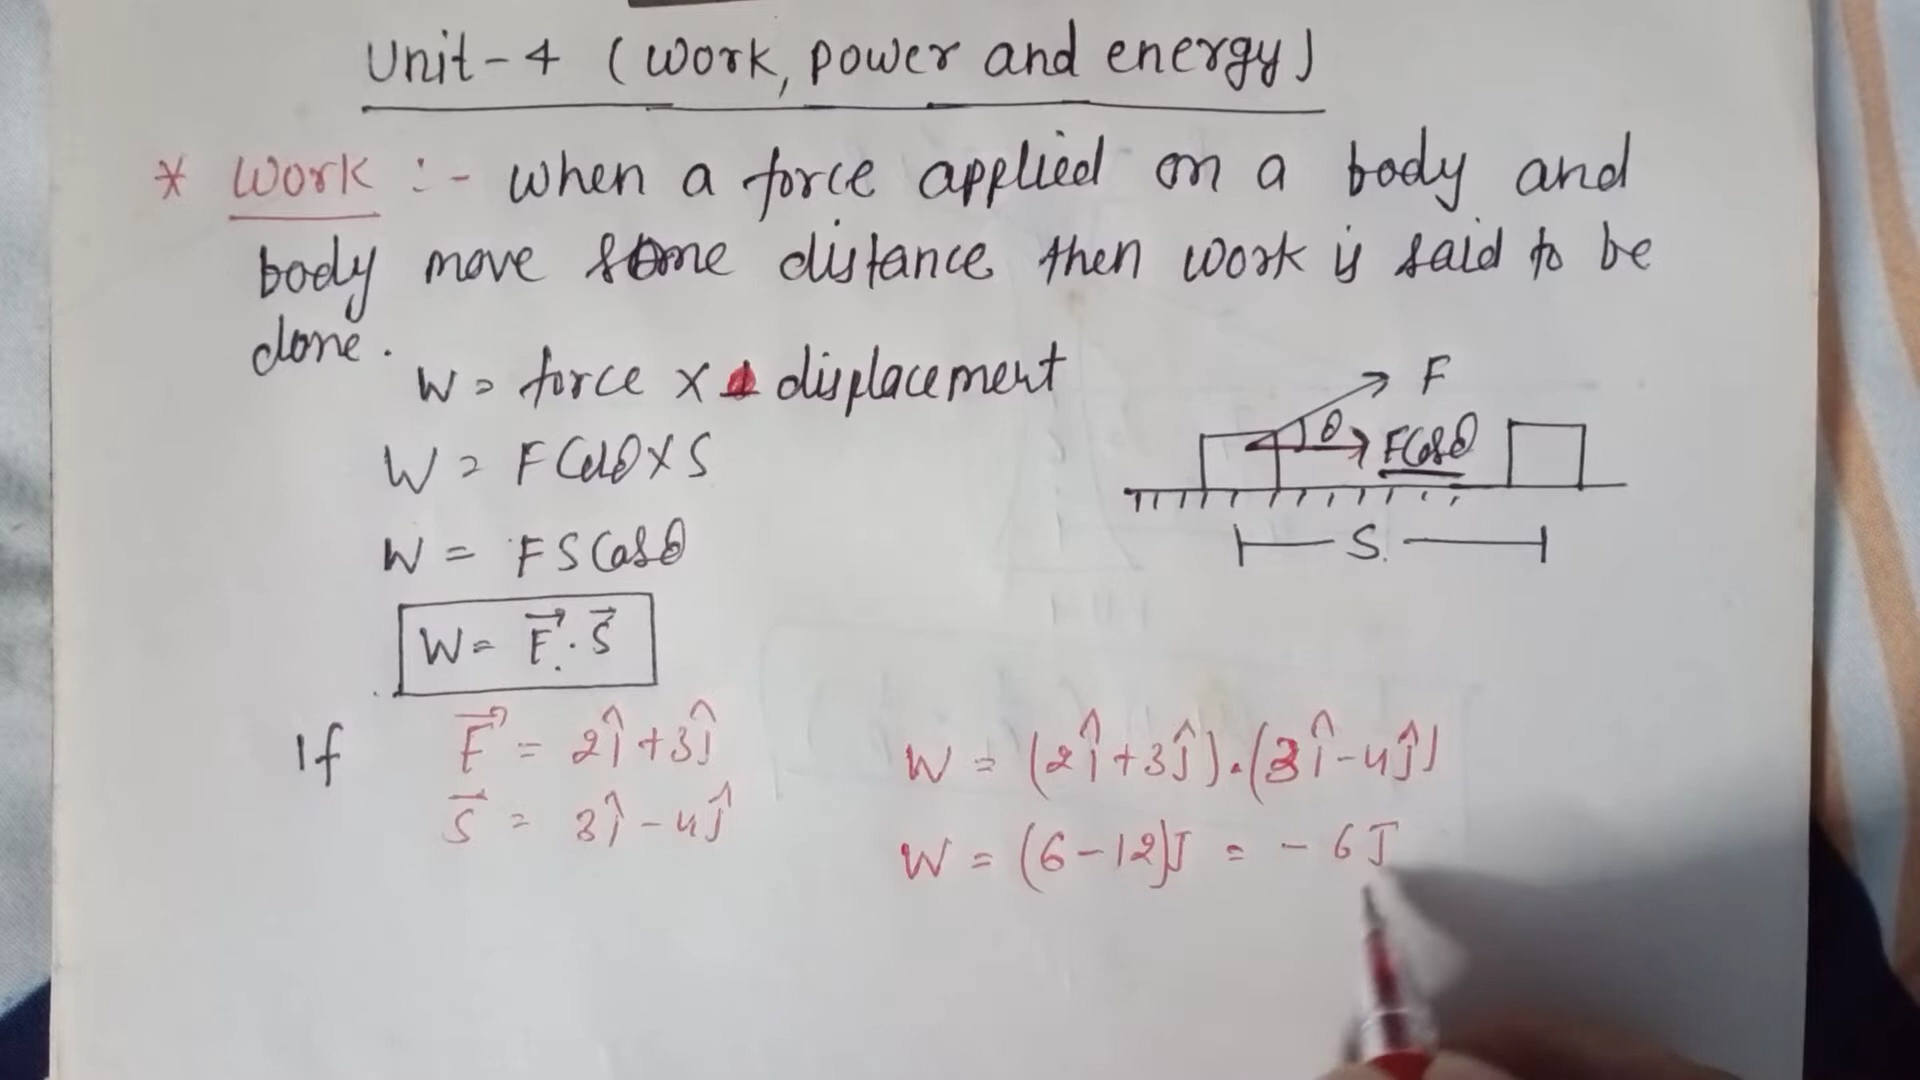 Unit-4 (Work, power and energy)
* Work :- when a force applied on a body and
body move some distance then work is said to be
done.
W = force × displacement
W = F Cosθ × S
W = F S Cosθ
W = F⃗ . S⃗
F
θ
F Cosθ
S
If F⃗ = 2î + 3ĵ
S⃗ = 3î - 4ĵ
W = (2î + 3ĵ) . (3î - 4ĵ)
W = (6 - 12)J = - 6 J